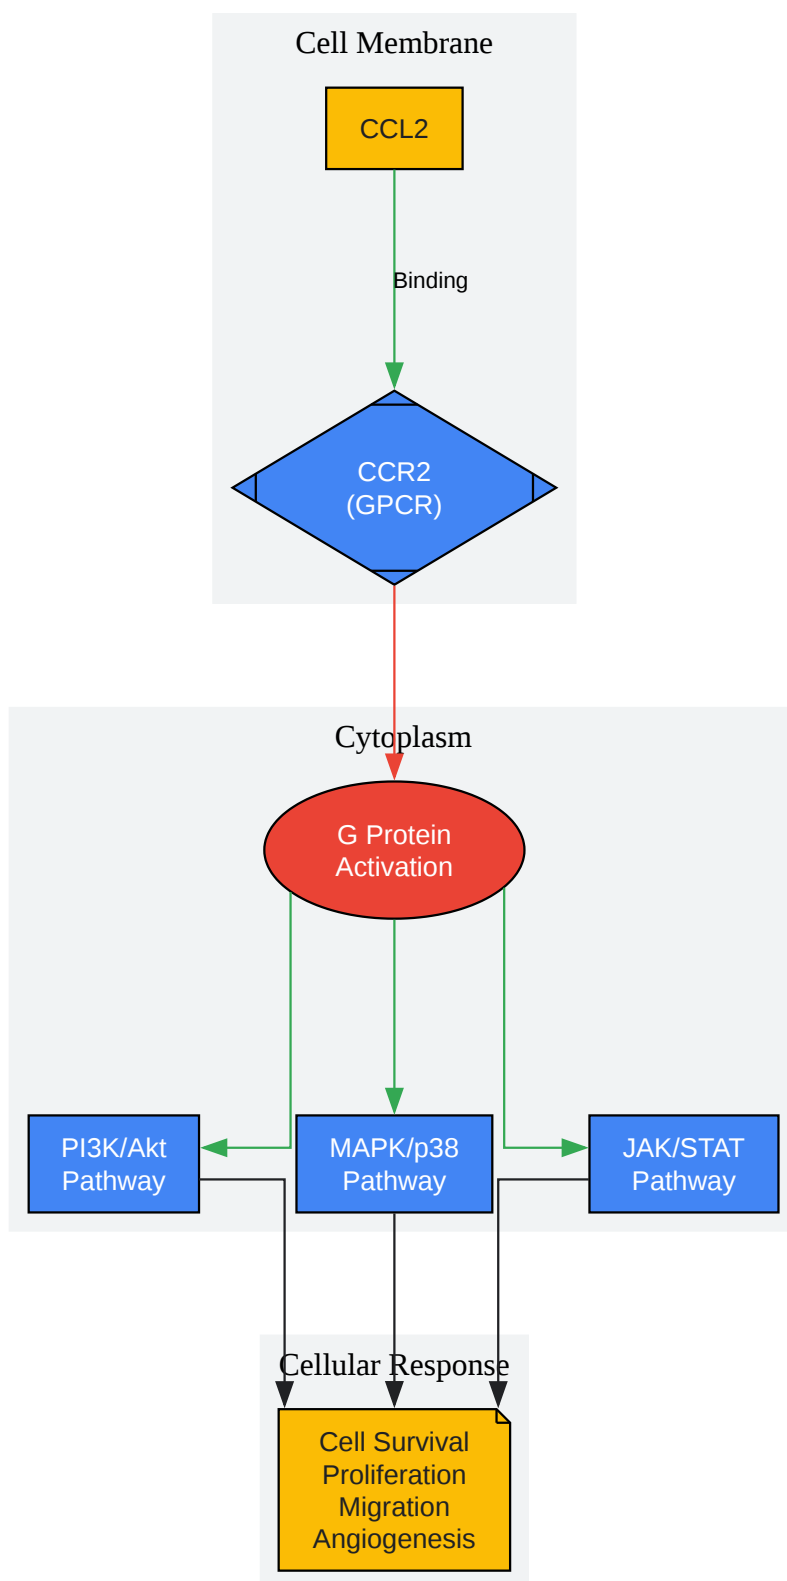 Cell Membrane
CCL2
Binding
CCR2
(GPCR)
Cytoplasm
G Protein
Activation
PI3K/Akt
Pathway
MAPK/p38
Pathway
JAK/STAT
Pathway
Cellular Response
Cell Survival
Proliferation
Migration
Angiogenesis